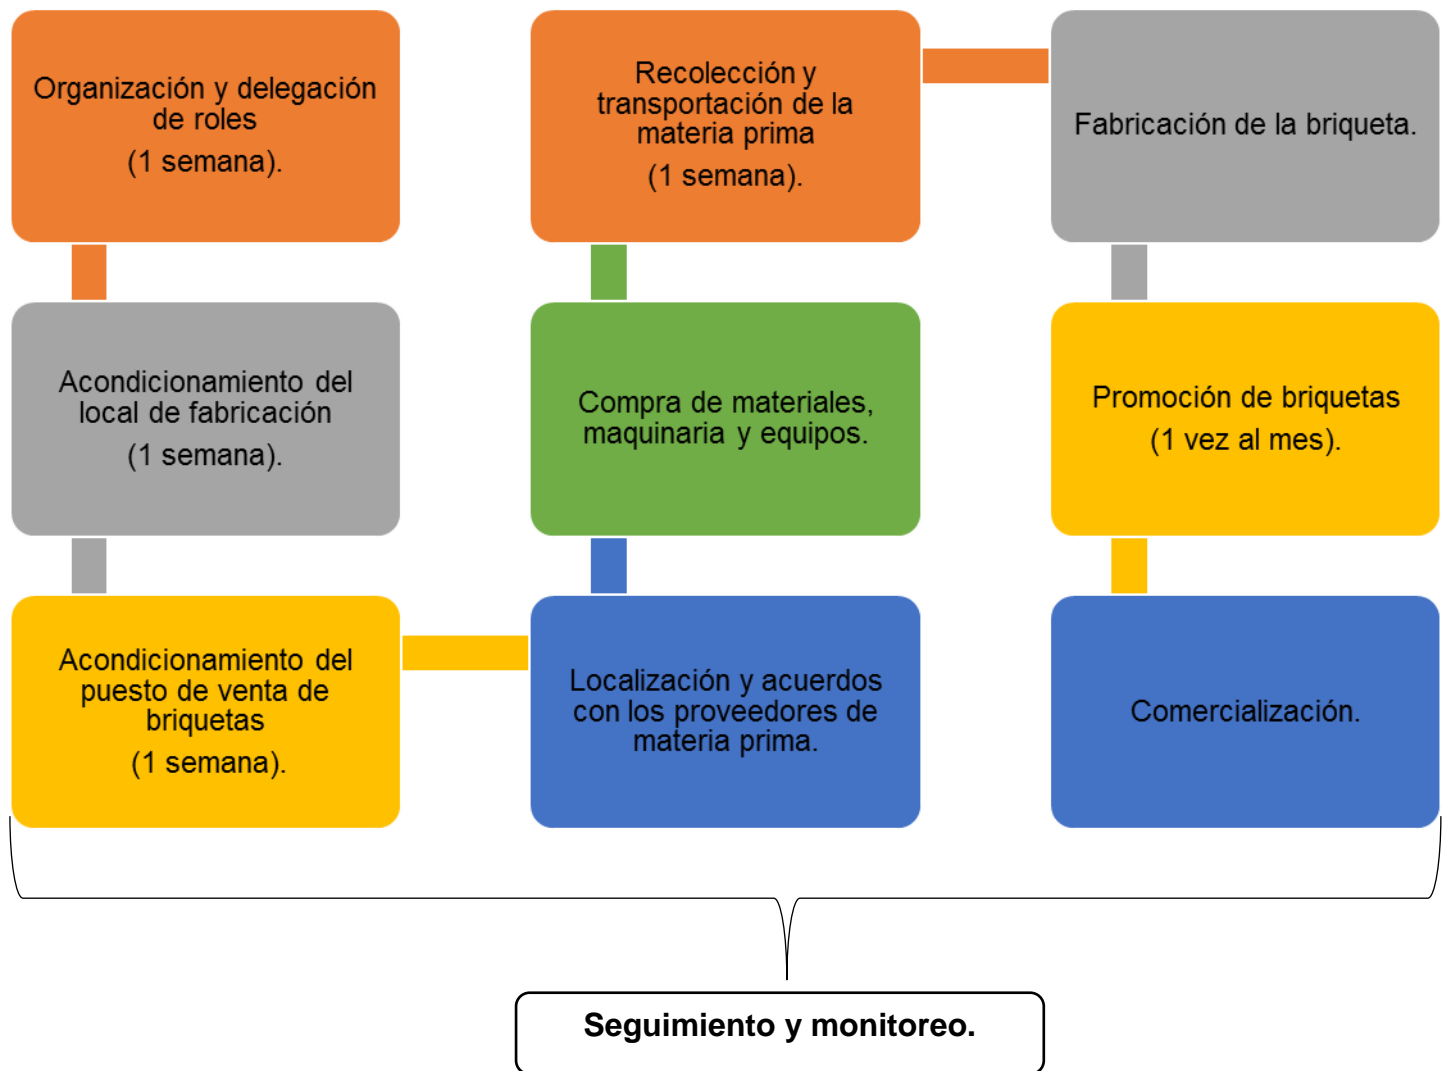 Organización y delegación
de roles
(1 semana).
Acondicionamiento del
local de fabricación
(1 semana).
Acondicionamiento del
puesto de venta de
briquetas
(1 semana).
Localización y acuerdos
con los proveedores de
materia prima.
Compra de materiales,
maquinaria y equipos.
Recolección y
transportación de la
materia prima
(1 semana).
Fabricación de la briqueta.
Promoción de briquetas
(1 vez al mes).
Comercialización.
Seguimiento y monitoreo.